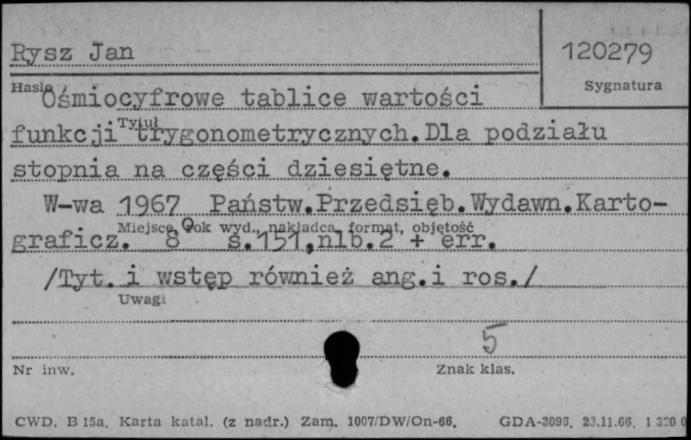 Rysz Jan
120279
Hasło
Sygnatura
Ośmiocyfrowe tablice wartości
Tytuł
funkcji trygonometrycznych.Dla podziału
stopnia na części dziesiętne.
W-wa 1967 Państw.Przedsięb.Wydawn.Karto-
Miejsce, rok wyd., nakładca, format, objętość
graficz. 8° s.151,nlb.2 + err.
/Tyt. i wstęp również ang.i ros./
Uwagi
5
Nr inw.
Znak klas.
CWD. B 15a. Karta katal. (z nadr.) Zam. 1007/DW/On-66. GDA-3096. 23.11.66.